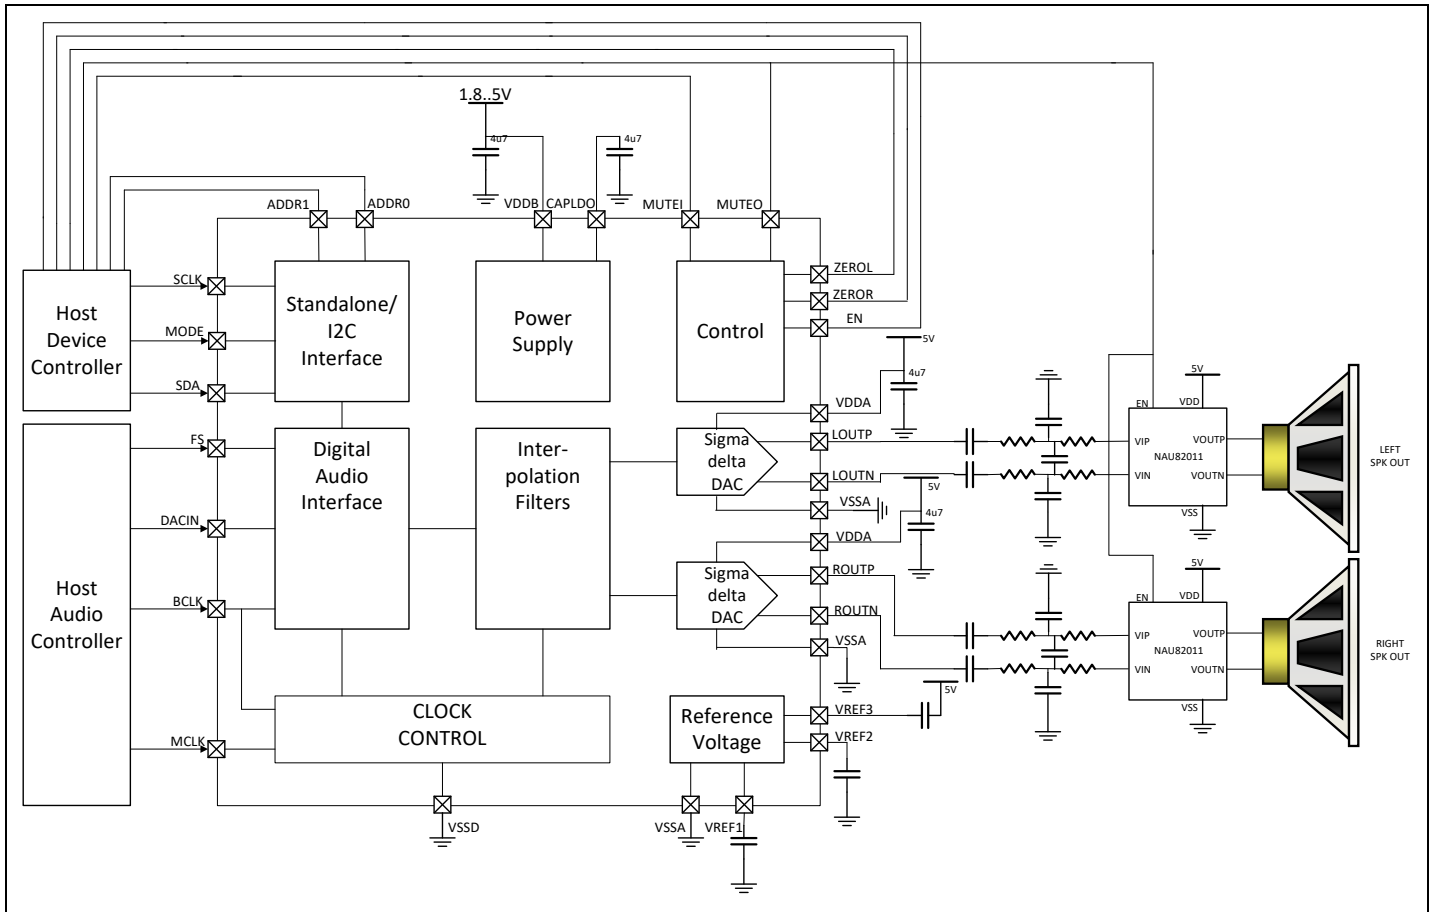 1.8..5V
4u7
4u7
ADDR1
ADDR0
VDDB
CAPLDO
MUTEI
MUTEO
Host
Device
Controller
SCLK
MODE
SDA
Standalone/
I2C
Interface
Power
Supply
Control
ZEROL
ZEROR
EN
5V
4u7
VDDA
LOUTP
LOUTN
VSSA
VDDA
5V
4u7
ROUTP
ROUTN
VSSA
Host
Audio
Controller
FS
DACIN
BCLK
MCLK
Digital
Audio
Interface
Inter-
polation
Filters
Sigma
delta
DAC
Sigma
delta
DAC
CLOCK
CONTROL
Reference
Voltage
VREF3
VREF2
5V
VSSD
VSSA
VREF1
5V
EN
VDD
VIP
VOUTP
NAU82011
VIN
VOUTN
VSS
LEFT
SPK OUT
5V
EN
VDD
VIP
VOUTP
NAU82011
VIN
VOUTN
VSS
RIGHT
SPK OUT